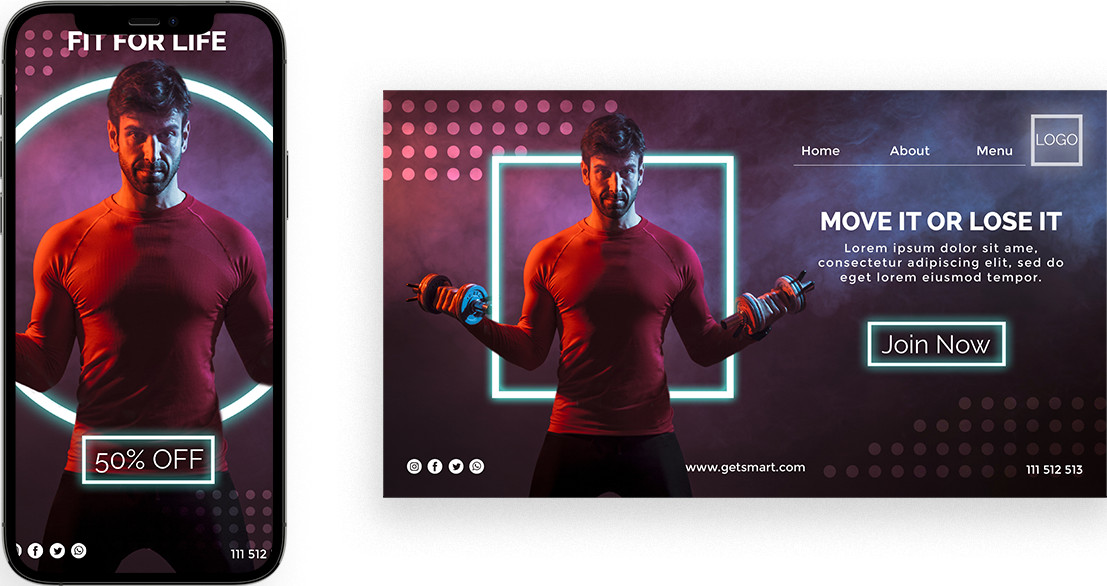 FIT FOR LIFE
50% OFF
111 512
Home About Menu
LOGO
MOVE IT OR LOSE IT
Lorem ipsum dolor sit ame,
consectetur adipiscing elit, sed do
eget lorem eiusmod tempor.
Join Now
www.getsmart.com
111 512 513